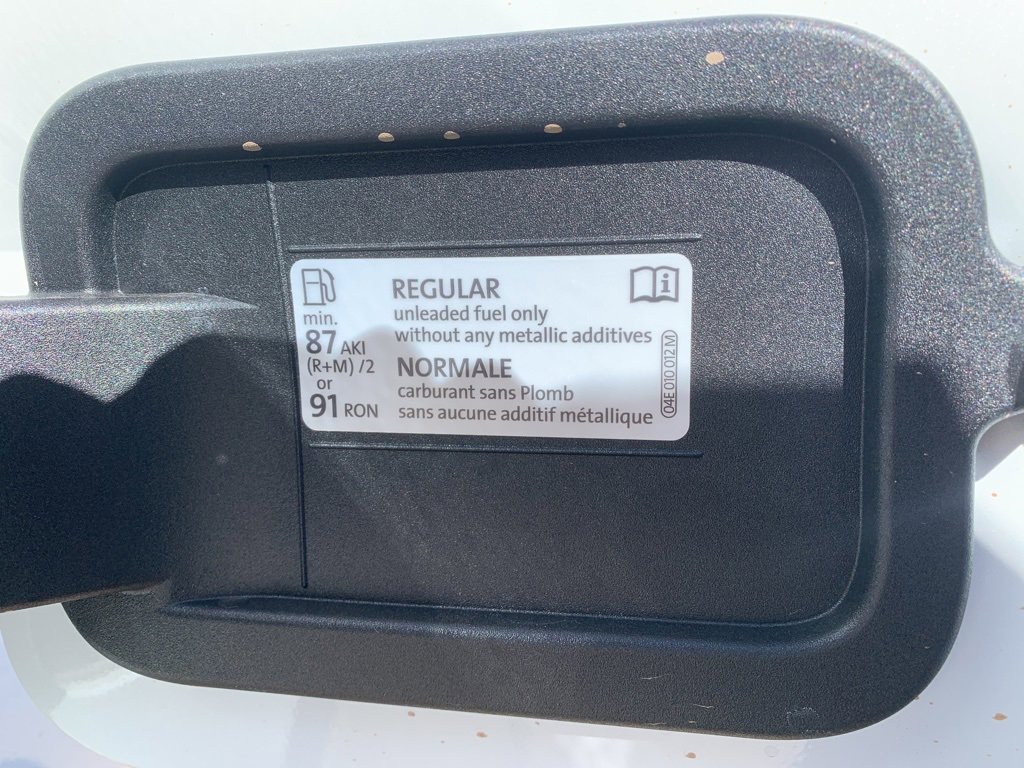 min.
87 AKI
(R+M) /2
or
91 RON
REGULAR
unleaded fuel only
without any metallic additives
NORMALE
carburant sans Plomb
sans aucune additif métallique
i
04E 010 012 M